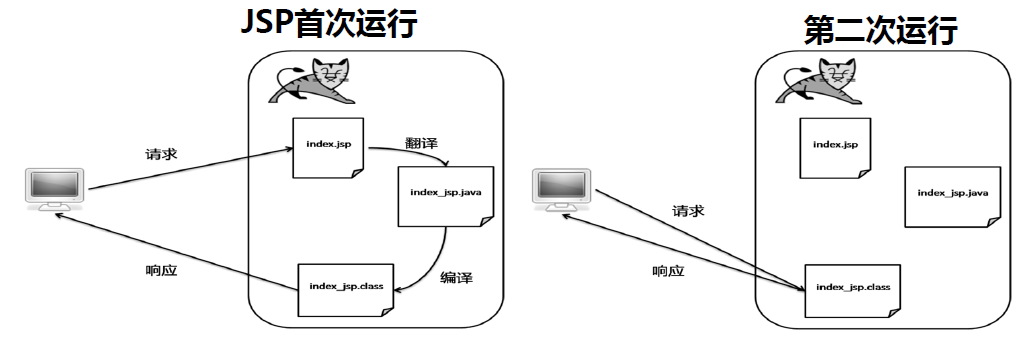 JSP首次运行
index.jsp
翻译
请求
index_jsp.java
响应
编译
index_jsp.class
第二次运行
index.jsp
index_jsp.java
请求
响应
index_jsp.class